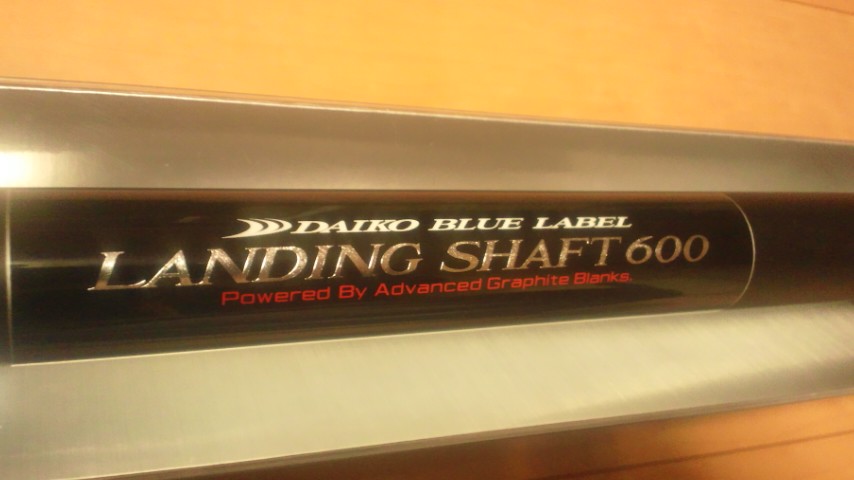 DAIKO BLUE LABEL
LANDING SHAFT 600
Powered By Advanced Graphite Blanks.